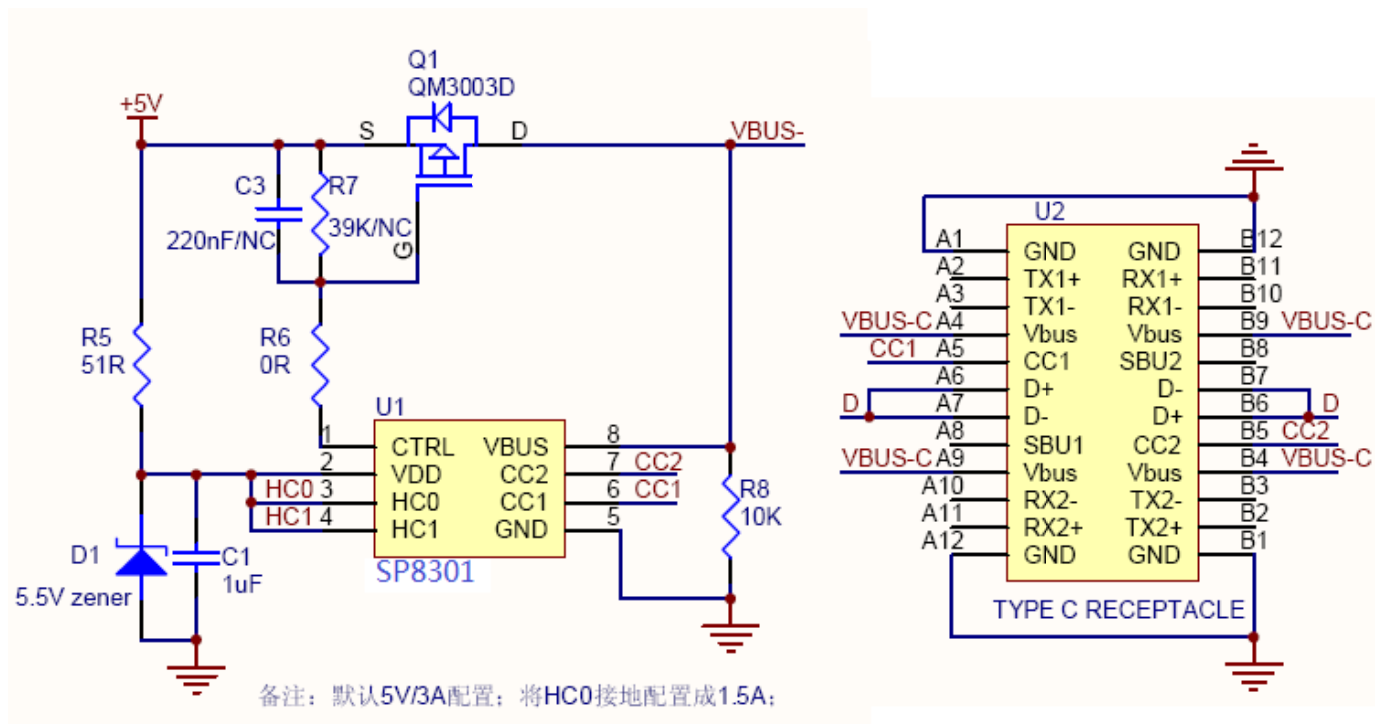 Q1
QM3003D
+5V
S
D
VBUS-
C3
220nF/NC
R7
39K/NC
G
R5
51R
R6
0R
U1
1
CTRL
VBUS
8
2
VDD
CC2
7
CC2
HC0
3
HC0
CC1
6
CC1
HC1
4
HC1
GND
5
SP8301
R8
10K
D1
5.5V zener
C1
1uF
备注：默认5V/3A配置；将HC0接地配置成1.5A；
U2
A1
GND
GND
B12
A2
TX1+
RX1+
B11
A3
TX1-
RX1-
B10
VBUS-C
A4
Vbus
Vbus
B9
VBUS-C
CC1
A5
CC1
SBU2
B8
A6
D+
D-
B7
D
A7
D-
D+
B6
D
A8
SBU1
CC2
B5
CC2
VBUS-C
A9
Vbus
Vbus
B4
VBUS-C
A10
RX2-
TX2-
B3
A11
RX2+
TX2+
B2
A12
GND
GND
B1
TYPE C RECEPTACLE